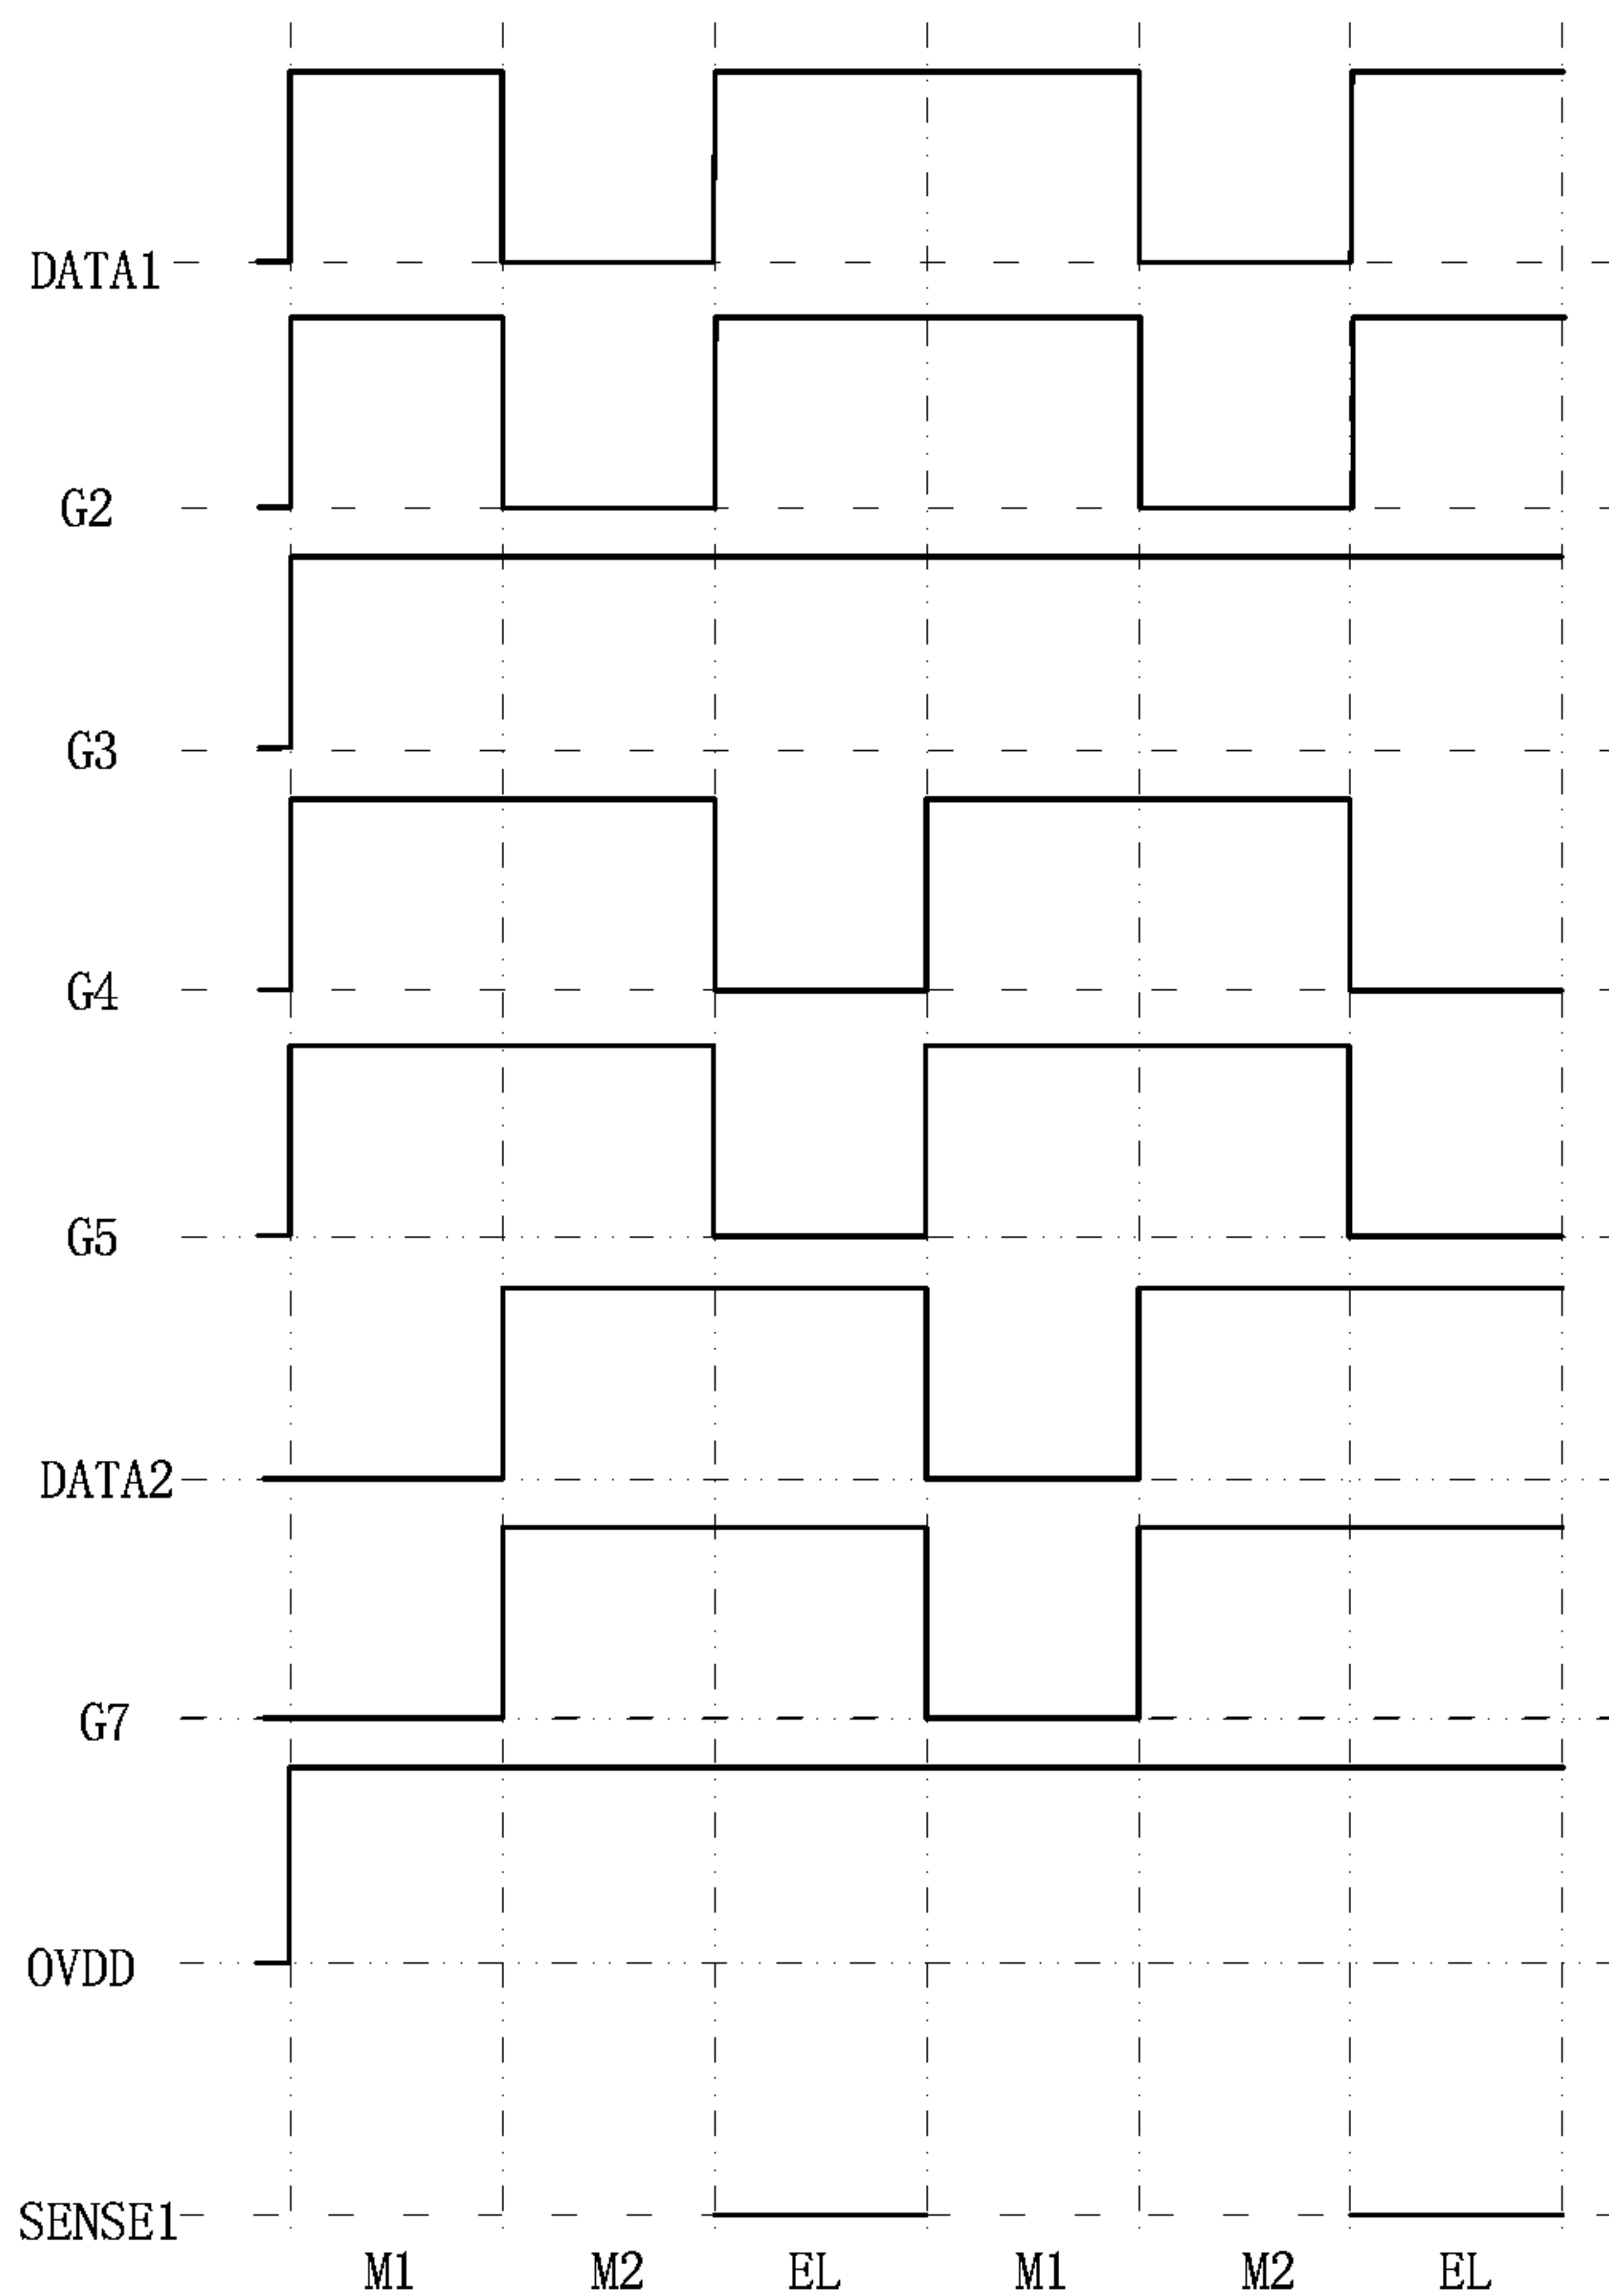 DATA1
G2
G3
G4
G5
DATA2
G7
OVDD
SENSE1
M1 M2 EL M1 M2 EL